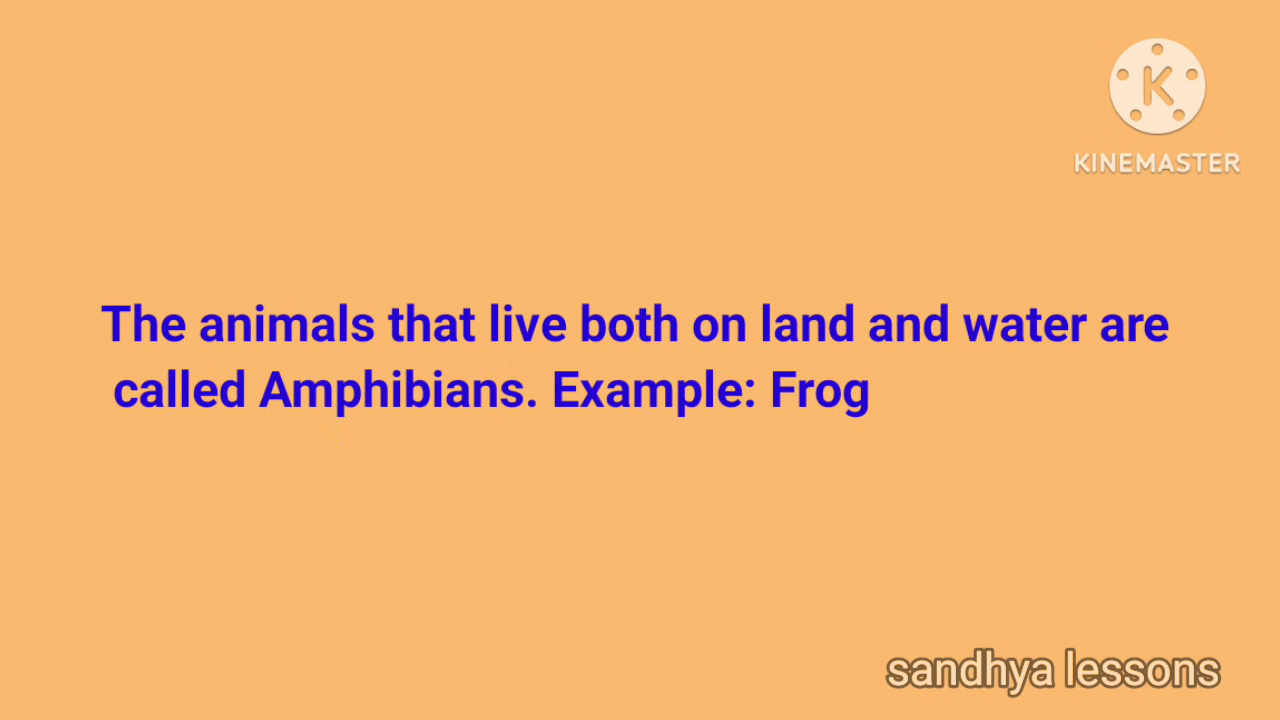 KINEMASTER
The animals that live both on land and water are
called Amphibians. Example: Frog
sandhya lessons